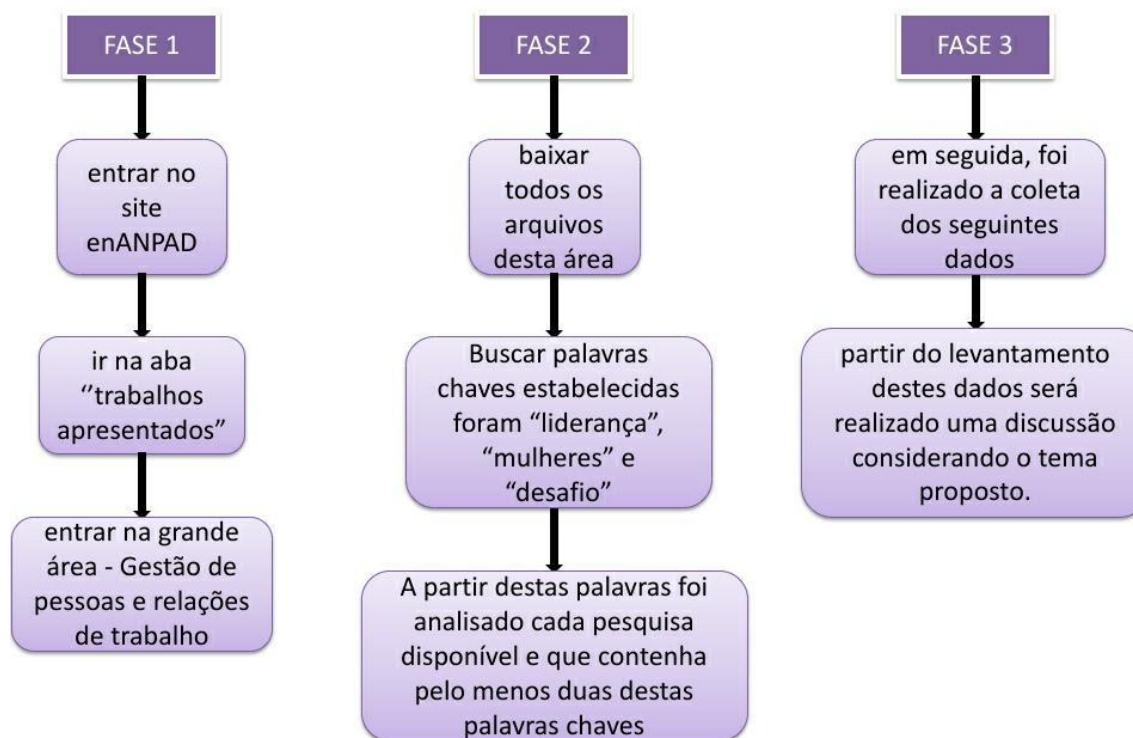 FASE 1
entrar no
site
enANPAD
ir na aba
‘’trabalhos
apresentados”
entrar na grande
área - Gestão de
pessoas e relações
de trabalho
FASE 2
baixar
todos os
arquivos
desta área
Buscar palavras
chaves estabelecidas
foram “liderança”,
“mulheres” e
“desafio”
A partir destas palavras foi
analisado cada pesquisa
disponível e que contenha
pelo menos duas destas
palavras chaves
FASE 3
em seguida, foi
realizado a coleta
dos seguintes
dados
partir do levantamento
destes dados será
realizado uma discussão
considerando o tema
proposto.